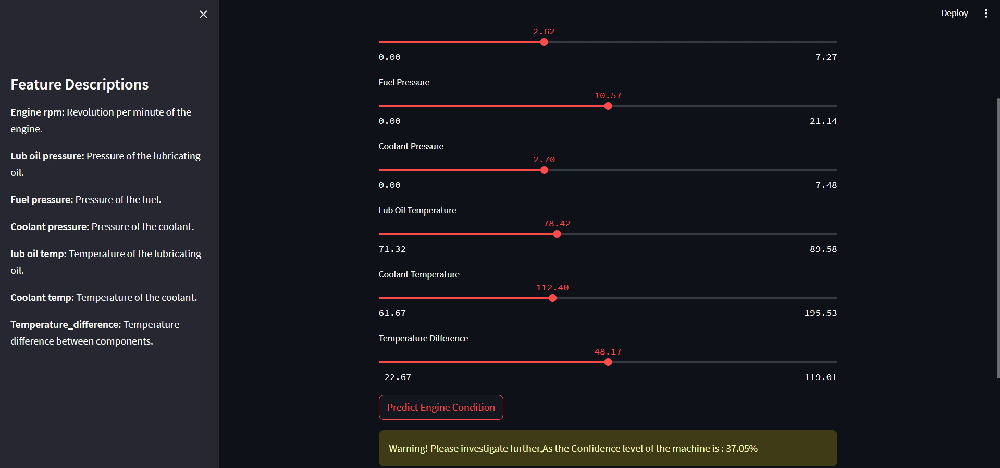 Feature Descriptions
Engine rpm: Revolution per minute of the
engine.
Lub oil pressure: Pressure of the lubricating
oil.
Fuel pressure: Pressure of the fuel.
Coolant pressure: Pressure of the coolant.
lub oil temp: Temperature of the lubricating
oil.
Coolant temp: Temperature of the coolant.
Temperature_difference: Temperature
difference between components.
Deploy
2.62
0.00 7.27
Fuel Pressure
10.57
0.00 21.14
Coolant Pressure
2.70
0.00 7.48
Lub Oil Temperature
78.42
71.32 89.58
Coolant Temperature
112.40
61.67 195.53
Temperature Difference
48.17
-22.67 119.01
Predict Engine Condition
Warning! Please investigate further,As the Confidence level of the machine is : 37.05%